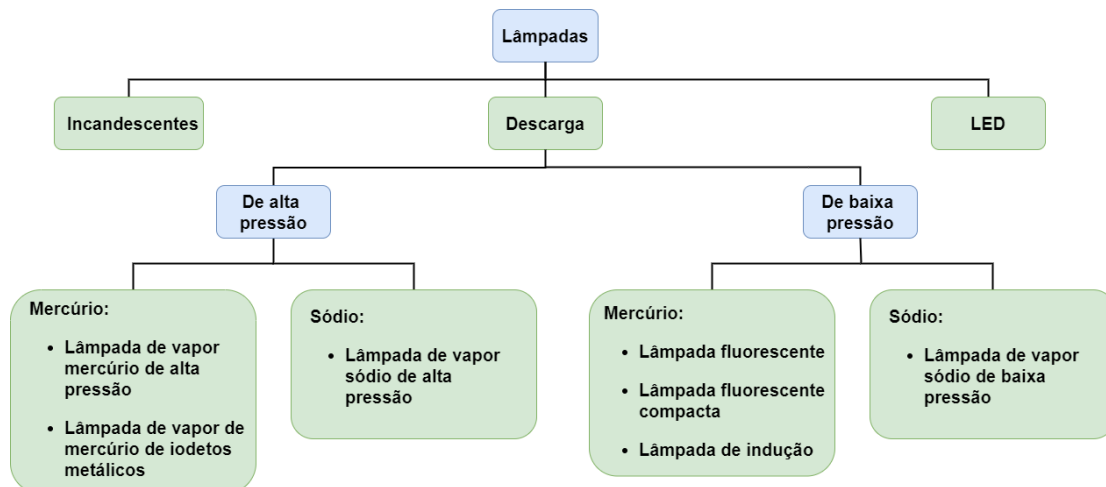 Lâmpadas
Incandescentes
Descarga
LED
De alta
pressão
De baixa
pressão
Mercúrio:
• Lâmpada de vapor
mercúrio de alta
pressão
• Lâmpada de vapor de
mercúrio de iodetos
metálicos
Sódio:
• Lâmpada de vapor
sódio de alta
pressão
Mercúrio:
• Lâmpada fluorescente
• Lâmpada fluorescente
compacta
• Lâmpada de indução
Sódio:
• Lâmpada de vapor
sódio de baixa
pressão